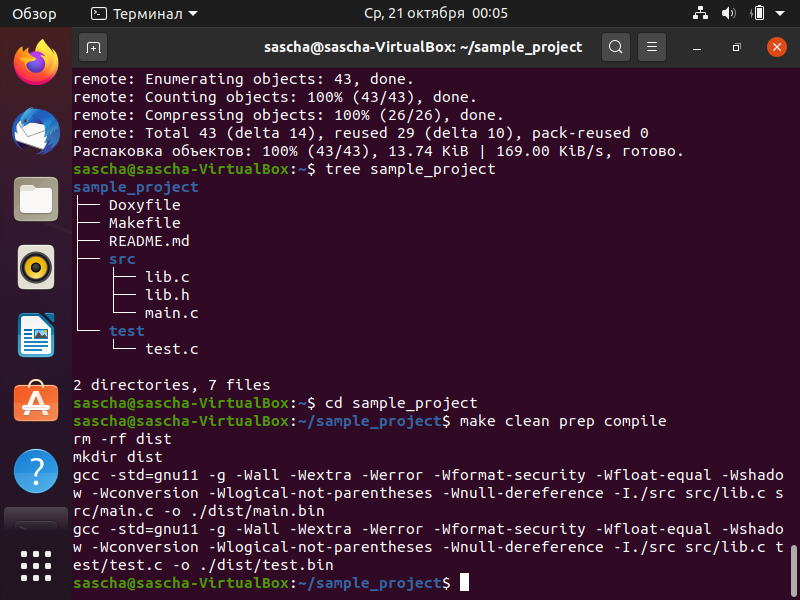 Обзор Терминал Ср, 21 октября 00:05
sascha@sascha-VirtualBox: ~/sample_project
remote: Enumerating objects: 43, done.
remote: Counting objects: 100% (43/43), done.
remote: Compressing objects: 100% (26/26), done.
remote: Total 43 (delta 14), reused 29 (delta 10), pack-reused 0
Распаковка объектов: 100% (43/43), 13.74 KiB | 169.00 KiB/s, готово.
sascha@sascha-VirtualBox:~$ tree sample_project
sample_project
├── Doxyfile
├── Makefile
├── README.md
├── src
│   ├── lib.c
│   ├── lib.h
│   └── main.c
└── test
    └── test.c
2 directories, 7 files
sascha@sascha-VirtualBox:~$ cd sample_project
sascha@sascha-VirtualBox:~/sample_project$ make clean prep compile
rm -rf dist
mkdir dist
gcc -std=gnu11 -g -Wall -Wextra -Werror -Wformat-security -Wfloat-equal -Wshado
w -Wconversion -Wlogical-not-parentheses -Wnull-dereference -I./src src/lib.c s
rc/main.c -o ./dist/main.bin
gcc -std=gnu11 -g -Wall -Wextra -Werror -Wformat-security -Wfloat-equal -Wshado
w -Wconversion -Wlogical-not-parentheses -Wnull-dereference -I./src src/lib.c t
est/test.c -o ./dist/test.bin
sascha@sascha-VirtualBox:~/sample_project$